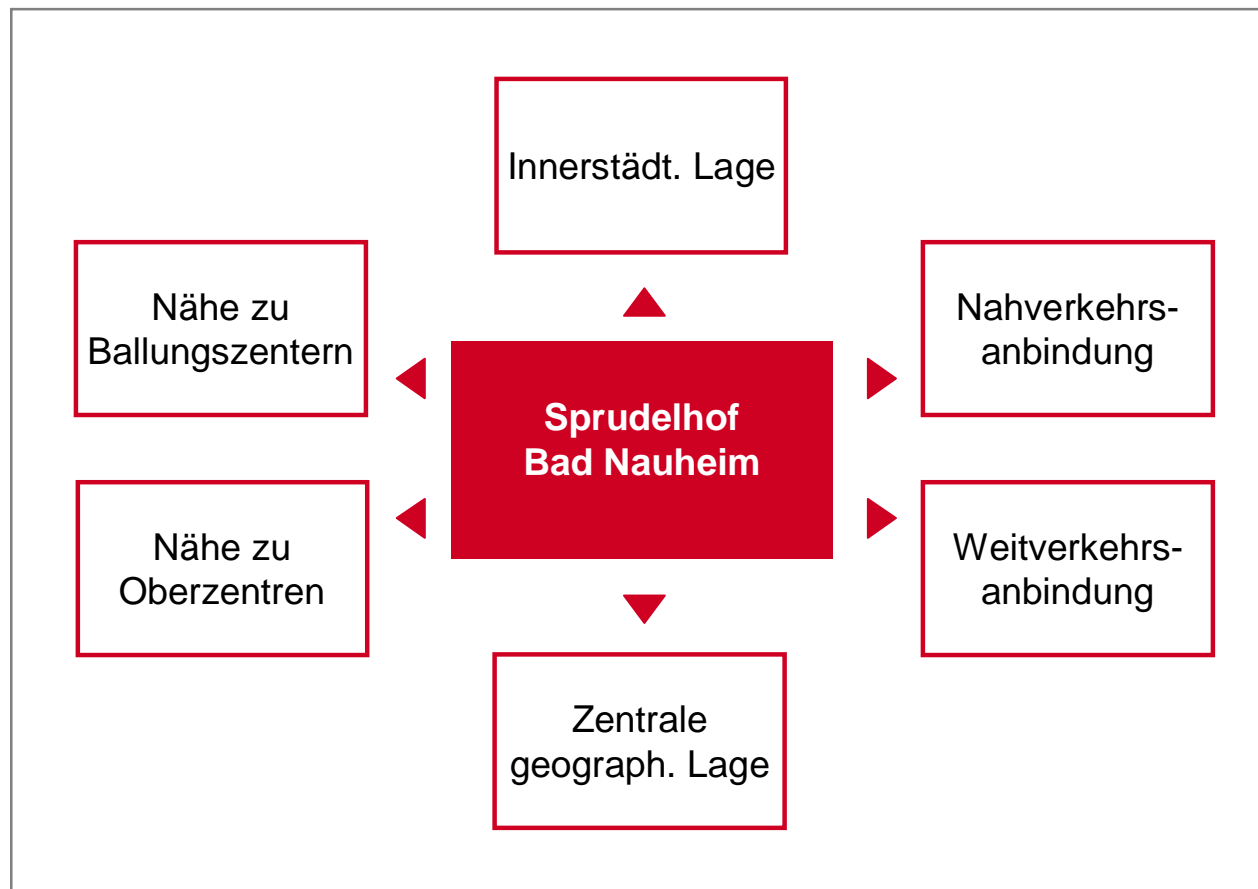 Innerstädt. Lage
Nähe zu
Ballungszentern
Nahverkehrs-
anbindung
Sprudelhof
Bad Nauheim
Nähe zu
Oberzentren
Weitverkehrs-
anbindung
Zentrale
geograph. Lage